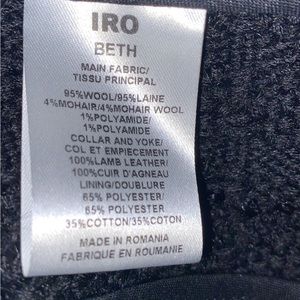 IRO
BETH
MAIN FABRIC/
TISSU PRINCIPAL
95%WOOL/95%LAINE
4%MOHAIR/4%MOHAIR WOOL
1%POLYAMIDE/
1%POLYAMIDE
COLLAR AND YOKE/
COL ET EMPIECEMENT
100%LAMB LEATHER/
100%CUIR D'AGNEAU
LINING/DOUBLURE
65% POLYESTER/
65% POLYESTER
35%COTTON/35%COTON
MADE IN ROMANIA
FABRIQUE EN ROUMANIE